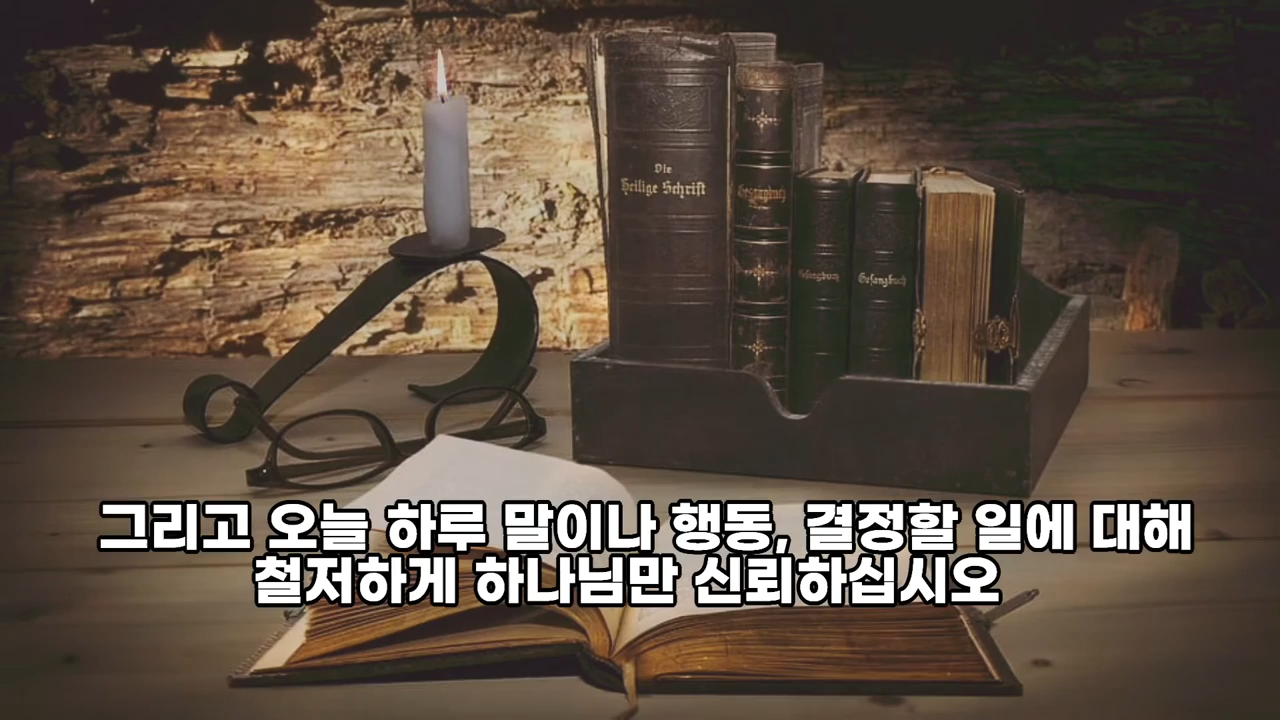 Die
Heilige Schrift
Gesangbuch
Gesangbuch
Gesangbuch
그리고 오늘 하루 말이나 행동, 결정할 일에 대해
철저하게 하나님만 신뢰하십시오